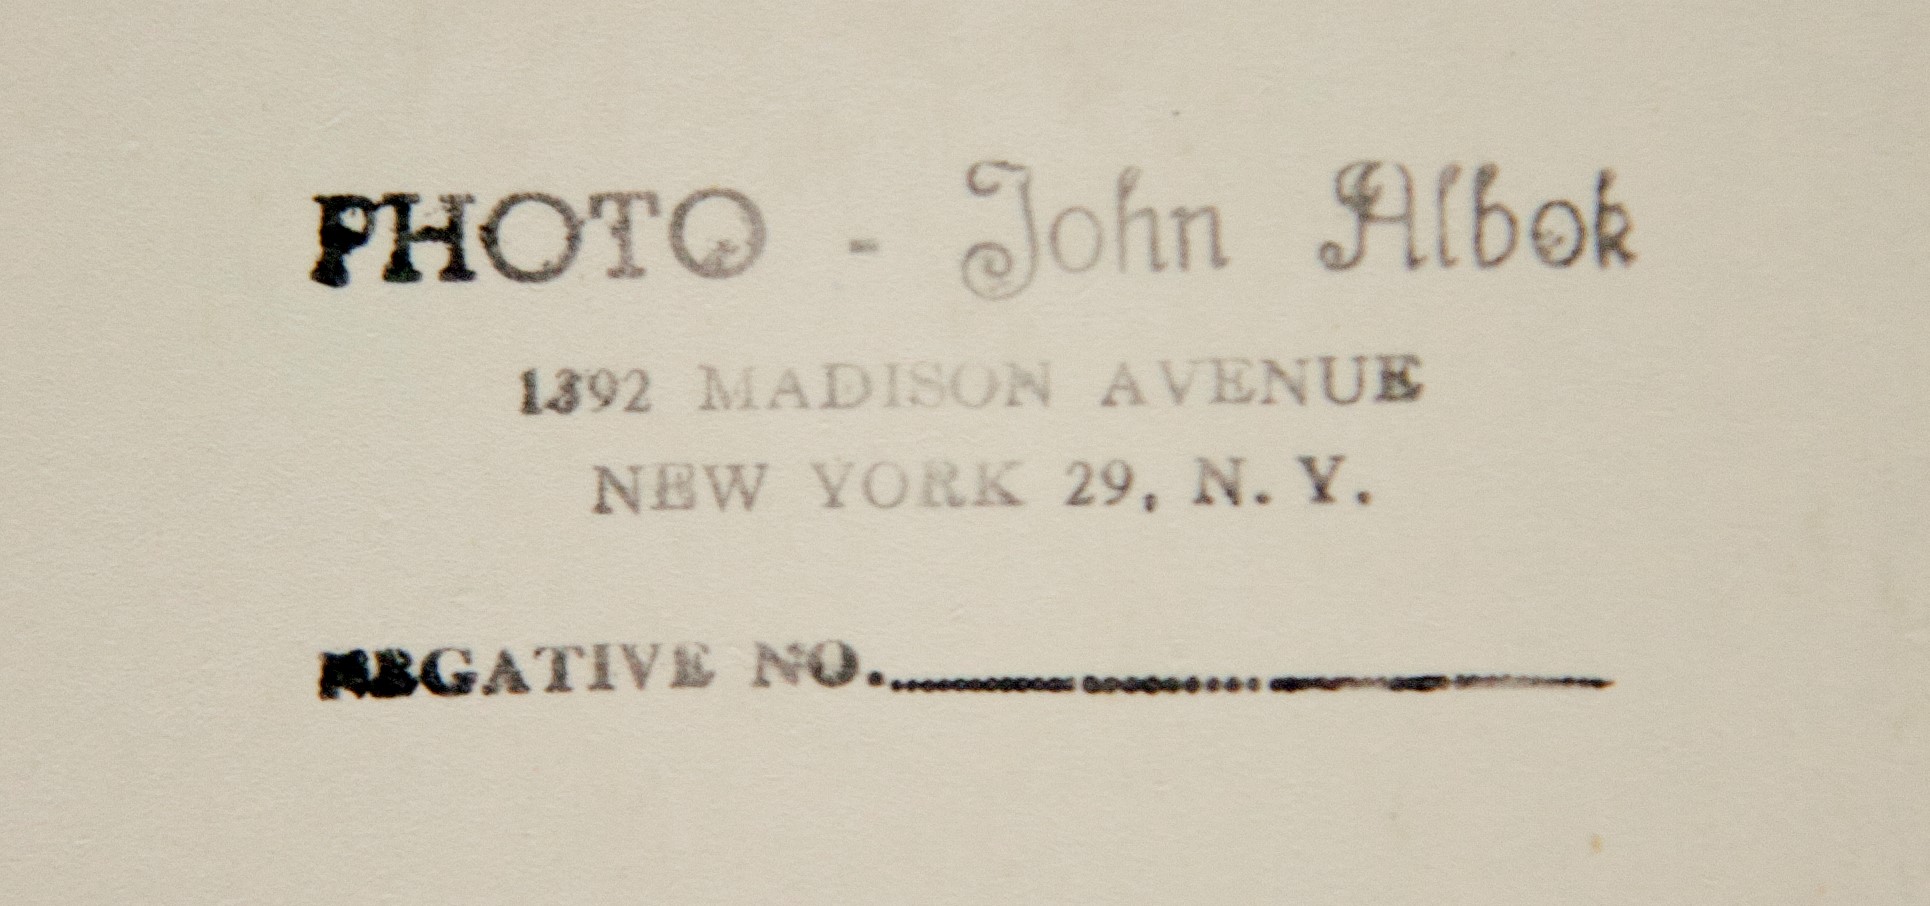 PHOTO - John Albok
1392 MADISON AVENUE
NEW YORK 29, N. Y.
NEGATIVE NO.